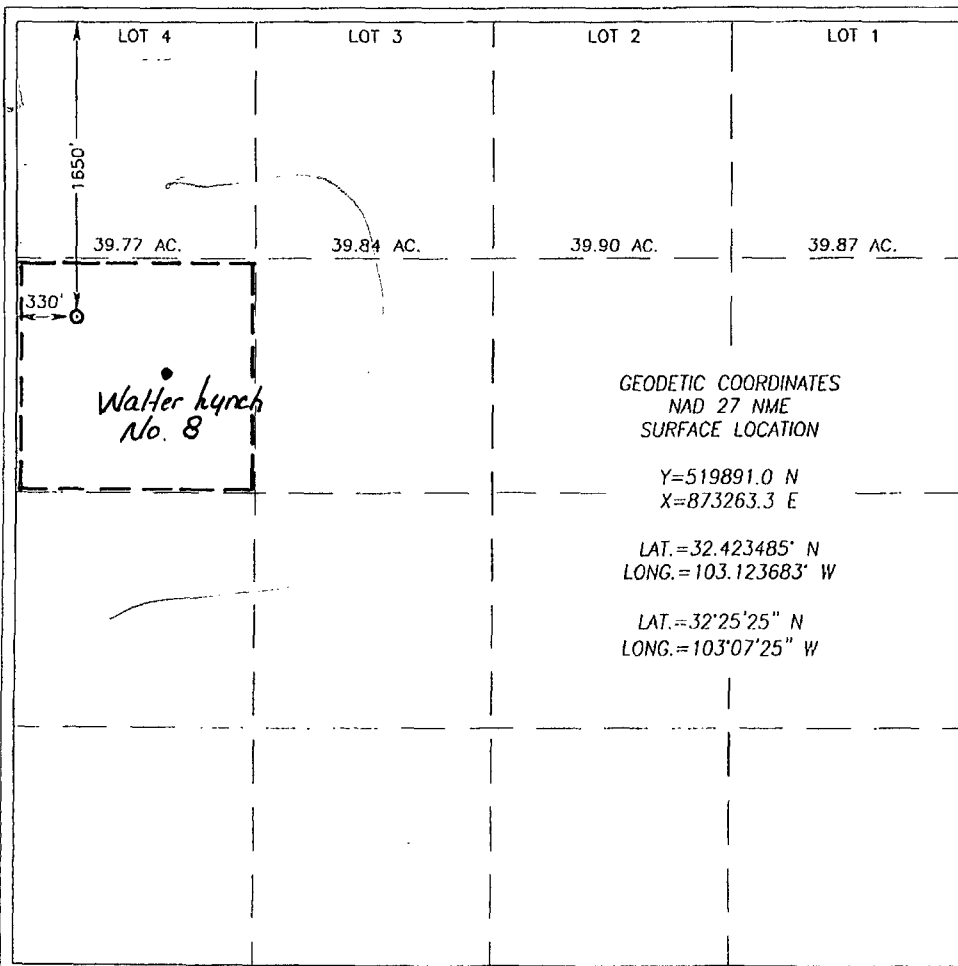 LOT 4 LOT 3 LOT 2 LOT 1
1650'
39.77 AC. 39.84 AC. 39.90 AC. 39.87 AC.
330'
Walter Lynch
No. 8
GEODETIC COORDINATES
NAD 27 NME
SURFACE LOCATION
Y=519891.0 N
X=873263.3 E
LAT.=32.423485° N
LONG.=103.123683° W
LAT.=32°25'25" N
LONG.=103°07'25" W